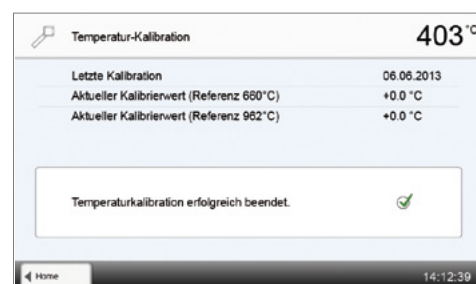 Temperatur-Kalibration 403 °C
Letzte Kalibration 06.06.2013
Aktueller Kalibrierwert (Referenz 660°C) +0.0 °C
Aktueller Kalibrierwert (Referenz 962°C) +0.0 °C
Temperaturkalibration erfolgreich beendet.
Home 14:12:39